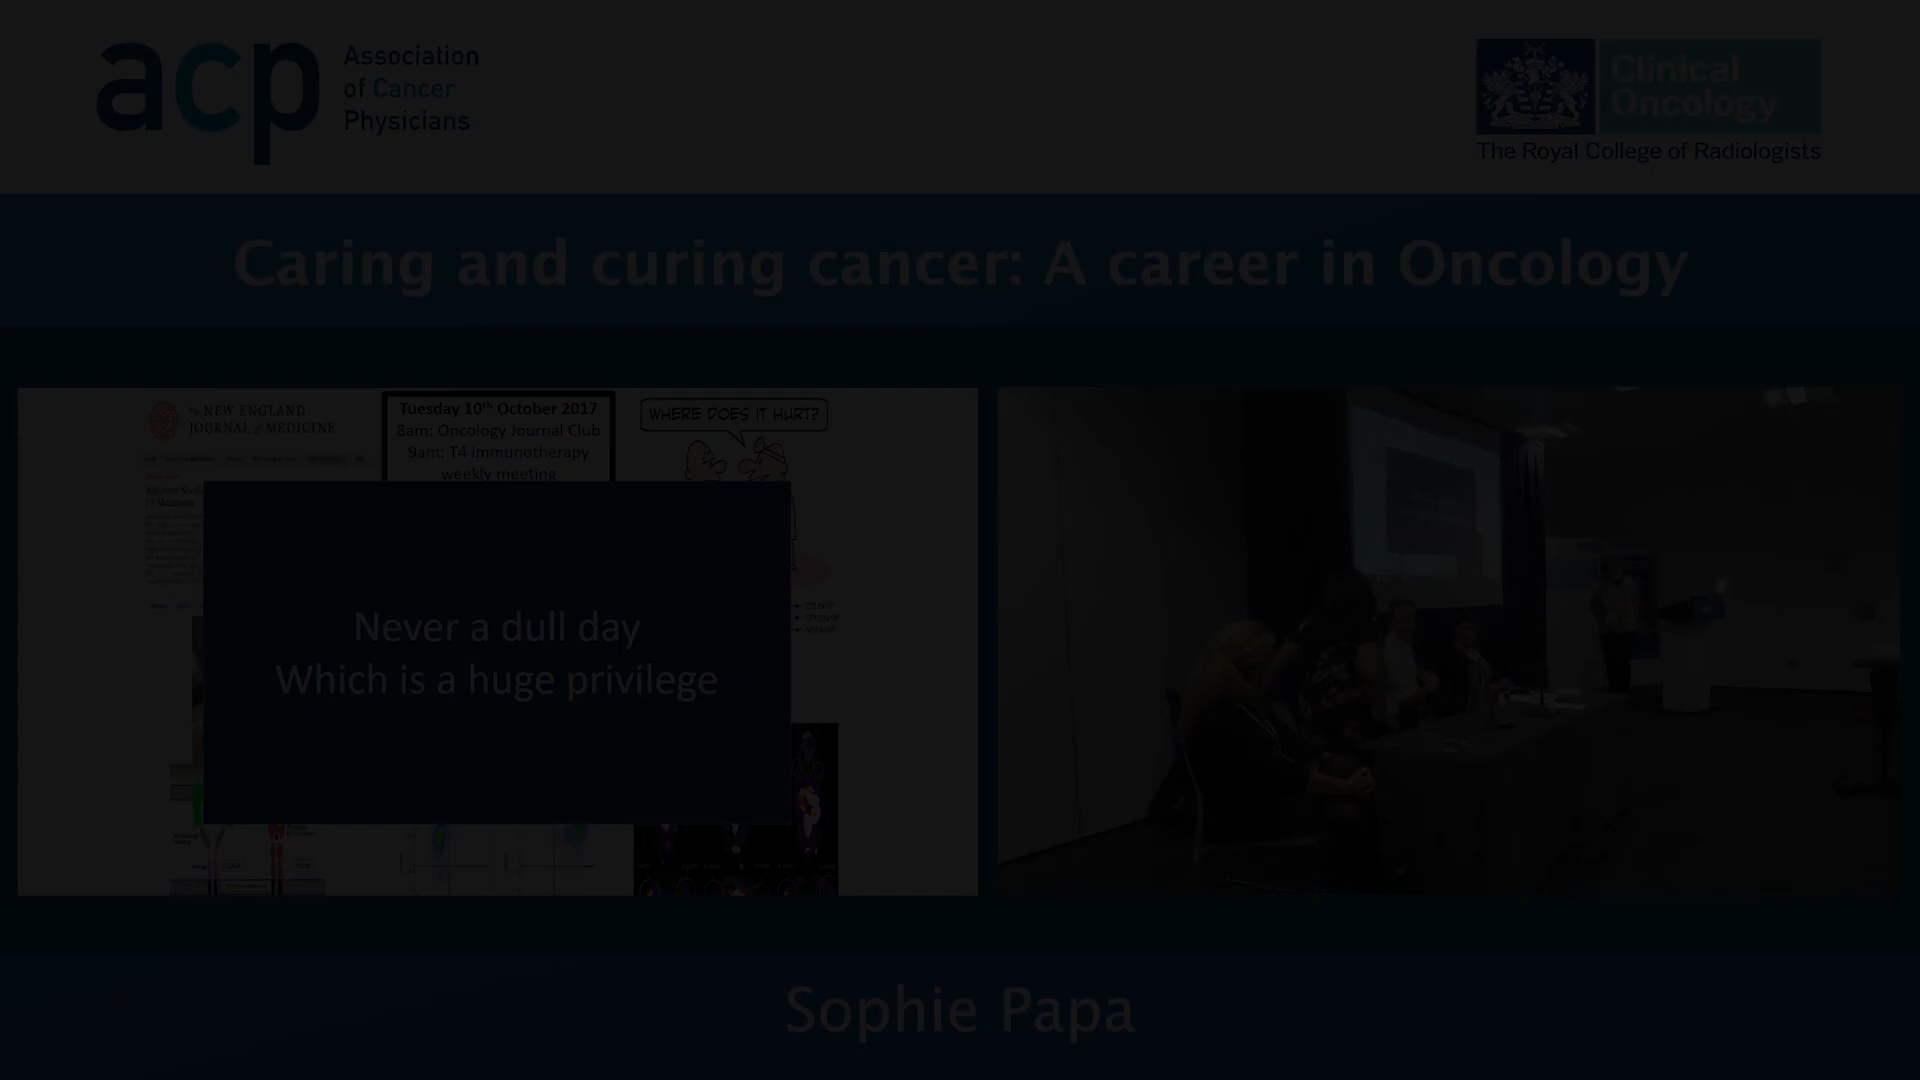 acp
Association
of Cancer
Physicians
Clinical
Oncology
The Royal College of Radiologists
Caring and curing cancer: A career in Oncology
THE NEW ENGLAND
JOURNAL of MEDICINE
Tuesday 10th October 2017
8am: Oncology Journal Club
9am: T4 immunotherapy
weekly meeting
WHERE DOES IT HURT?
Never a dull day
Which is a huge privilege
Sophie Papa